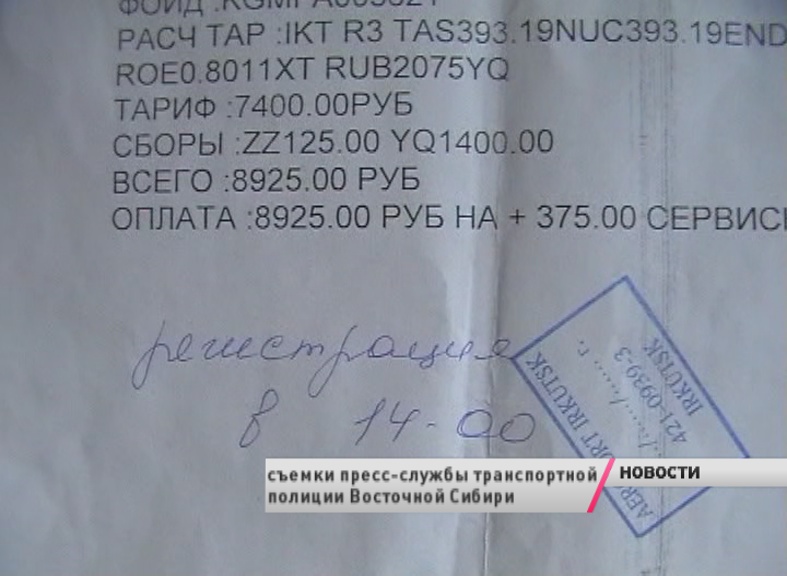 РАСЧ ТАР :IKT R3 TAS393.19NUC393.19END
ROE0.8011XT RUB2075YQ
ТАРИФ :7400.00РУБ
СБОРЫ :ZZ125.00 YQ1400.00
ВСЕГО :8925.00 РУБ
ОПЛАТА :8925.00 РУБ НА + 375.00
регистрация
в 14-00
IRKUTSK
421-0939-3
IRKUTSK
съемки пресс-службы транспортной
полиции Восточной Сибири
новости